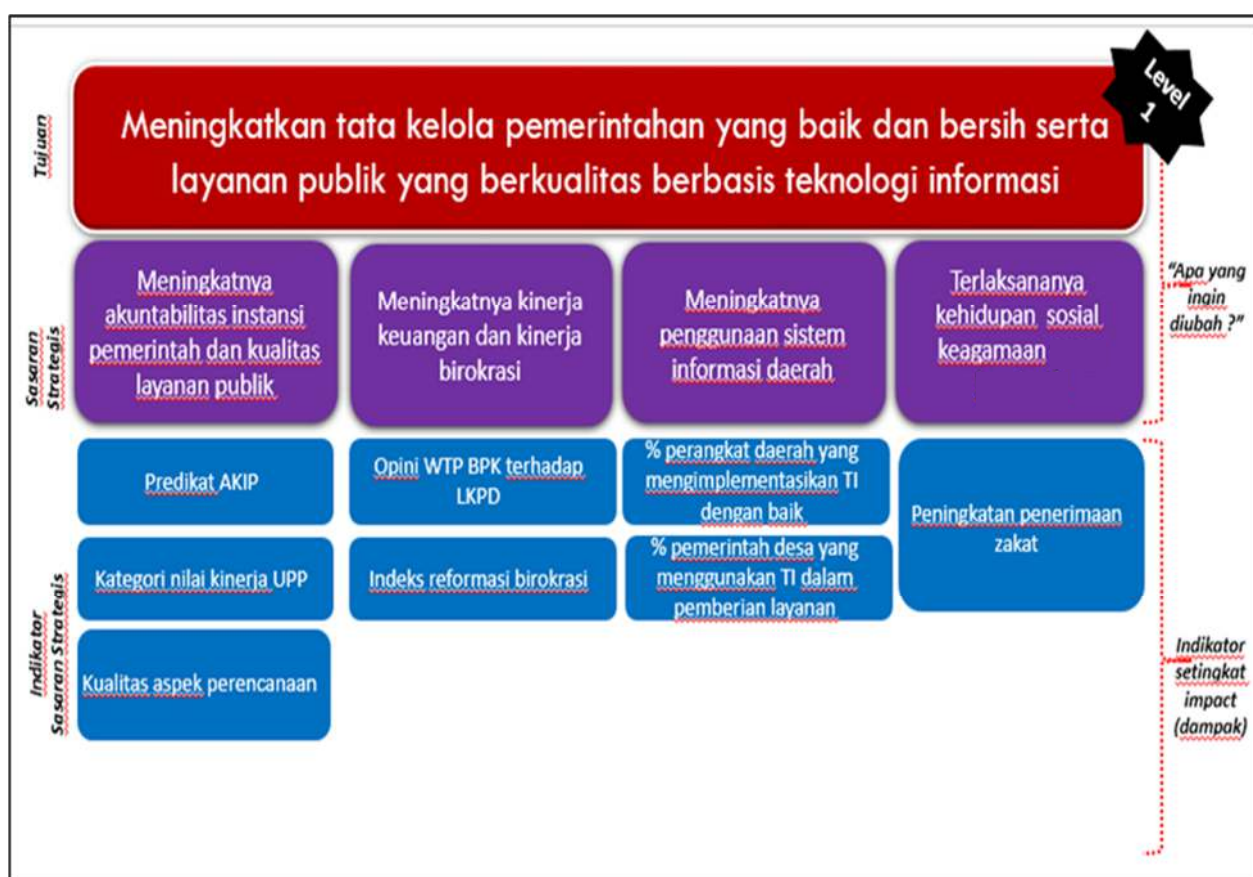 Level
1
Tujuan
Meningkatkan tata kelola pemerintahan yang baik dan bersih serta
layanan publik yang berkualitas berbasis teknologi informasi
Sasaran
Strategis
Meningkatnya
akuntabilitas instansi
pemerintah dan kualitas
layanan publik
Meningkatnya kinerja
keuangan dan kinerja
birokrasi
Meningkatnya
penggunaan sistem
informasi daerah
Terlaksananya
kehidupan sosial
keagamaan
"Apa yang
ingin
diubah ?"
Indikator
Sasaran Strategis
Predikat AKIP
Opini WTP BPK terhadap
LKPD
% perangkat daerah yang
mengimplementasikan TI
dengan baik
Peningkatan penerimaan
zakat
Kategori nilai kinerja UPP
Indeks reformasi birokrasi
% pemerintah desa yang
menggunakan TI dalam
pemberian layanan
Kualitas aspek perencanaan
Indikator
setingkat
impact
(dampak)